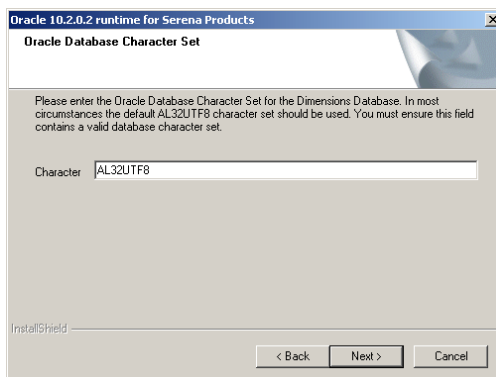 Oracle 10.2.0.2 runtime for Serena Products
Oracle Database Character Set
Please enter the Oracle Database Character Set for the Dimensions Database. In most
circumstances the default AL32UTF8 character set should be used. You must ensure this field
contains a valid database character set.
Character AL32UTF8
InstallShield
< Back Next > Cancel